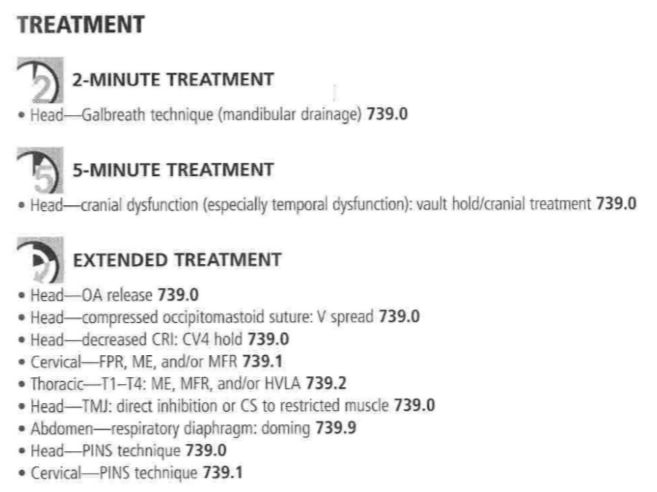 TREATMENT
2
2-MINUTE TREATMENT
• Head—Galbreath technique (mandibular drainage) 739.0
5
5-MINUTE TREATMENT
• Head—cranial dysfunction (especially temporal dysfunction): vault hold/cranial treatment 739.0
EXTENDED TREATMENT
• Head—OA release 739.0
• Head—compressed occipitomastoid suture: V spread 739.0
• Head—decreased CRI: CV4 hold 739.0
• Cervical—FPR, ME, and/or MFR 739.1
• Thoracic—T1–T4: ME, MFR, and/or HVLA 739.2
• Head—TMJ: direct inhibition or CS to restricted muscle 739.0
• Abdomen—respiratory diaphragm: doming 739.9
• Head—PINS technique 739.0
• Cervical—PINS technique 739.1